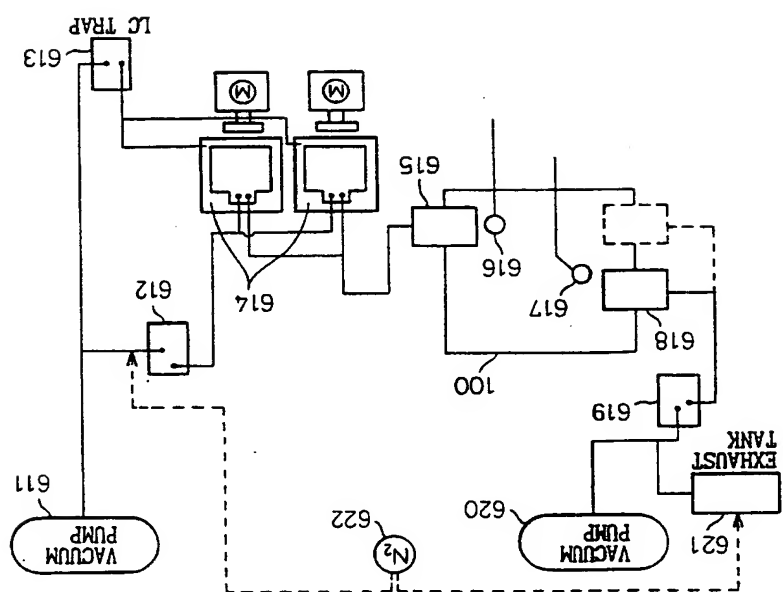 N₂
622
VACUUM
PUMP
620
VACUUM
PUMP
611
621
EXHAUST
TANK
619
100
618
617
616
615
614
612
M
M
613
LC TRAP